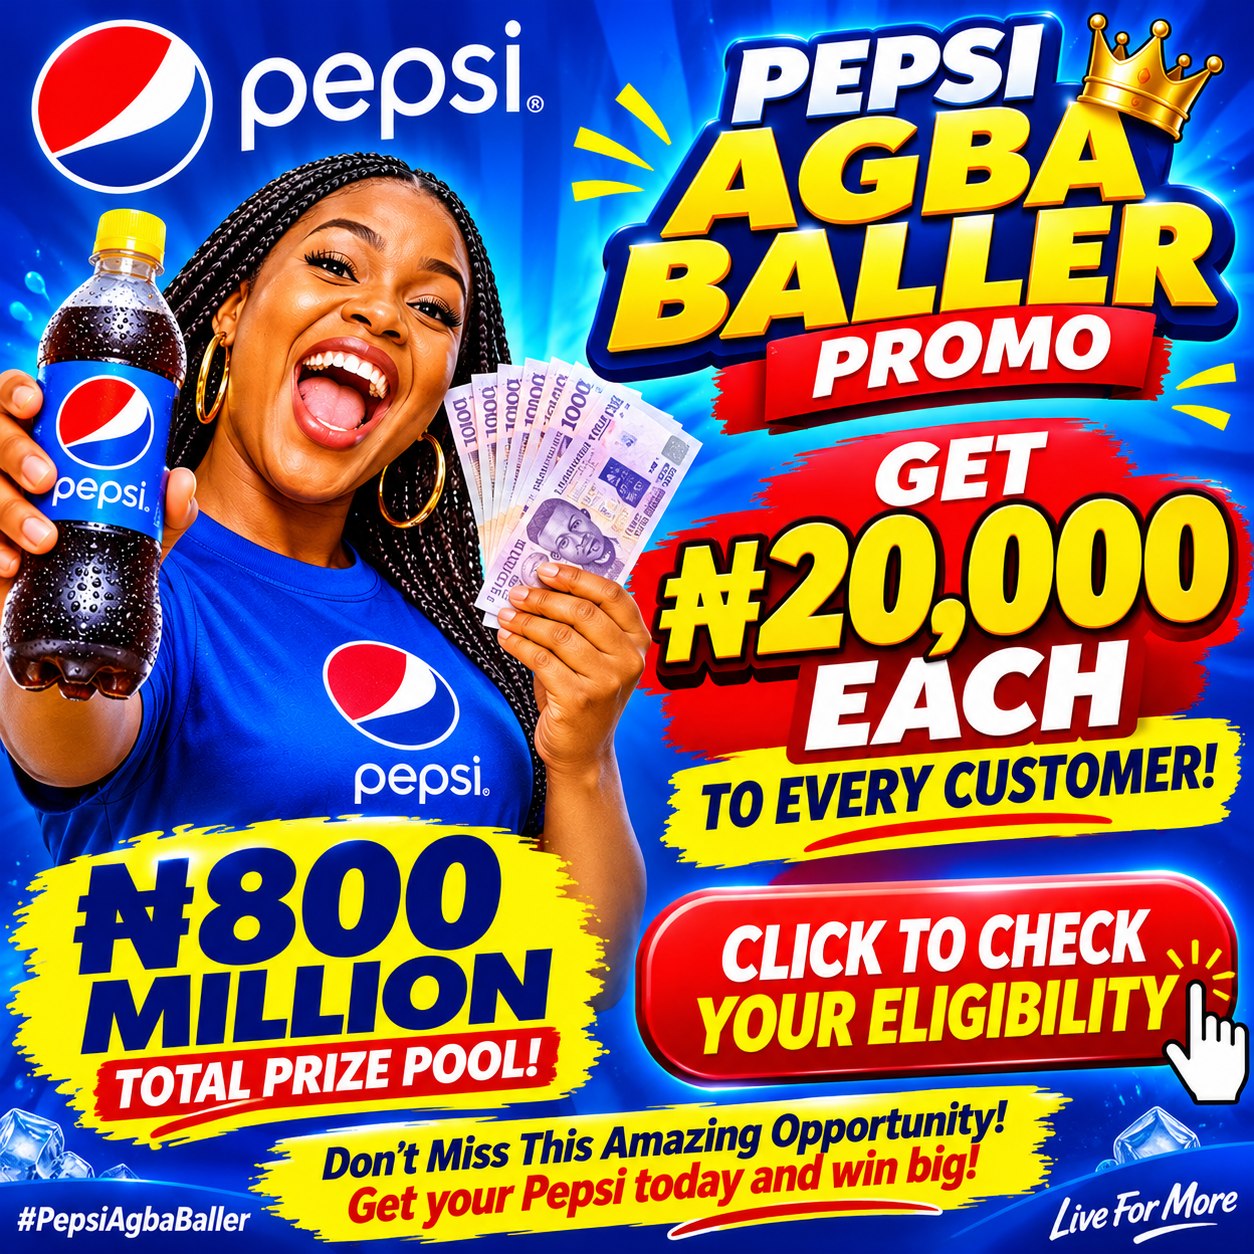 pepsi®
PEPSI
AGBA
BALLER
PROMO
GET
₦20,000
EACH
TO EVERY CUSTOMER!
pepsi
1000
pepsi
₦800
MILLION
TOTAL PRIZE POOL!
CLICK TO CHECK
YOUR ELIGIBILITY
Don't Miss This Amazing Opportunity!
Get your Pepsi today and win big!
#PepsiAgbaBaller
Live For More